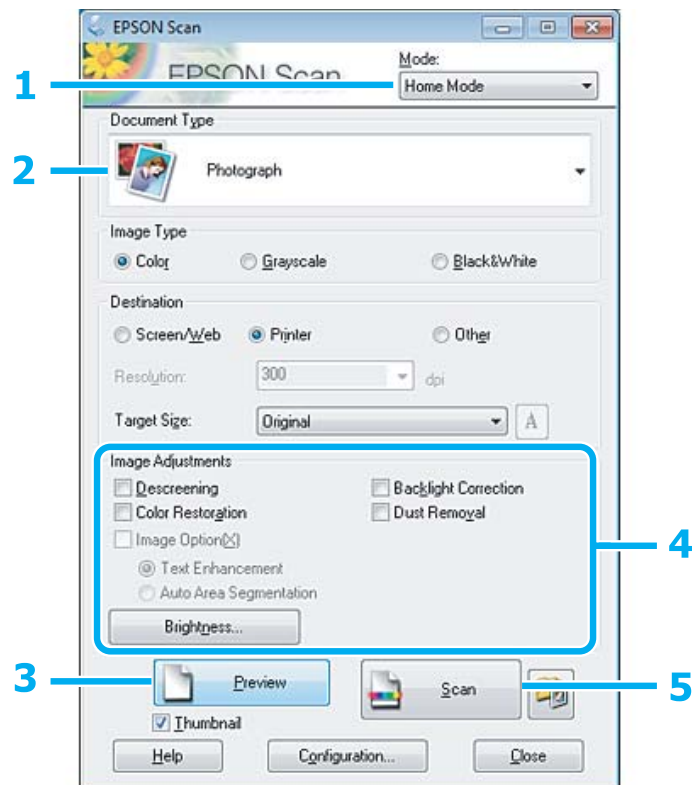 EPSON Scan
EPSON Scan
Mode:
1
Home Mode
Document Type
2
Photograph
Image Type
Color
Grayscale
Black&White
Destination
Screen/Web
Printer
Other
Resolution:
300
dpi
Target Size:
Original
A
Image Adjustments
Descreening
Backlight Correction
Color Restoration
Dust Removal
Image Option(X)
4
Text Enhancement
Auto Area Segmentation
Brightness...
3
Preview
Scan
5
Thumbnail
Help
Configuration...
Close